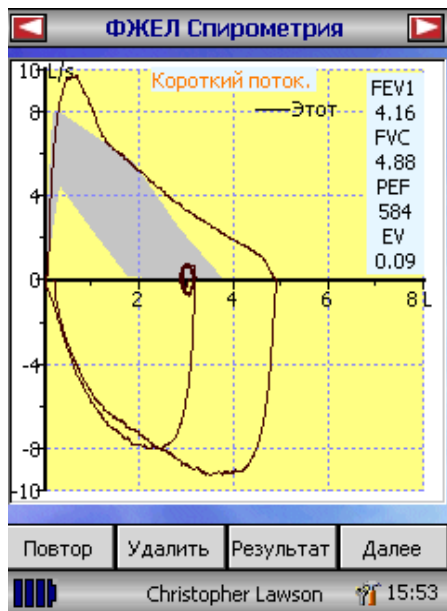 ФЖЕЛ Спирометрия
10 L/s
Короткий поток.
Этот
FEV1
4.16
FVC
4.88
PEF
584
EV
0.09
8
4
0
2
4
6
8 L
-4
-8
-10
Повтор Удалить Результат Далее
Christopher Lawson 15:53